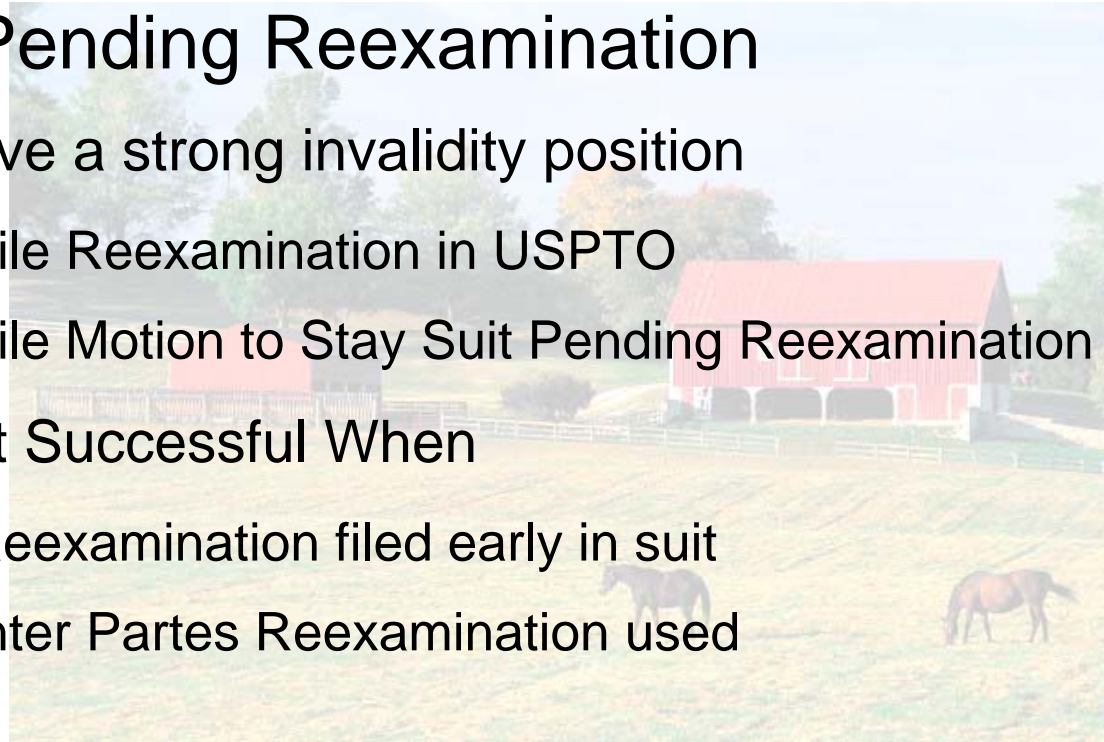 Pending Reexamination
ve a strong invalidity position
ile Reexamination in USPTO
ile Motion to Stay Suit Pending Reexamination
t Successful When
eexamination filed early in suit
nter Partes Reexamination used